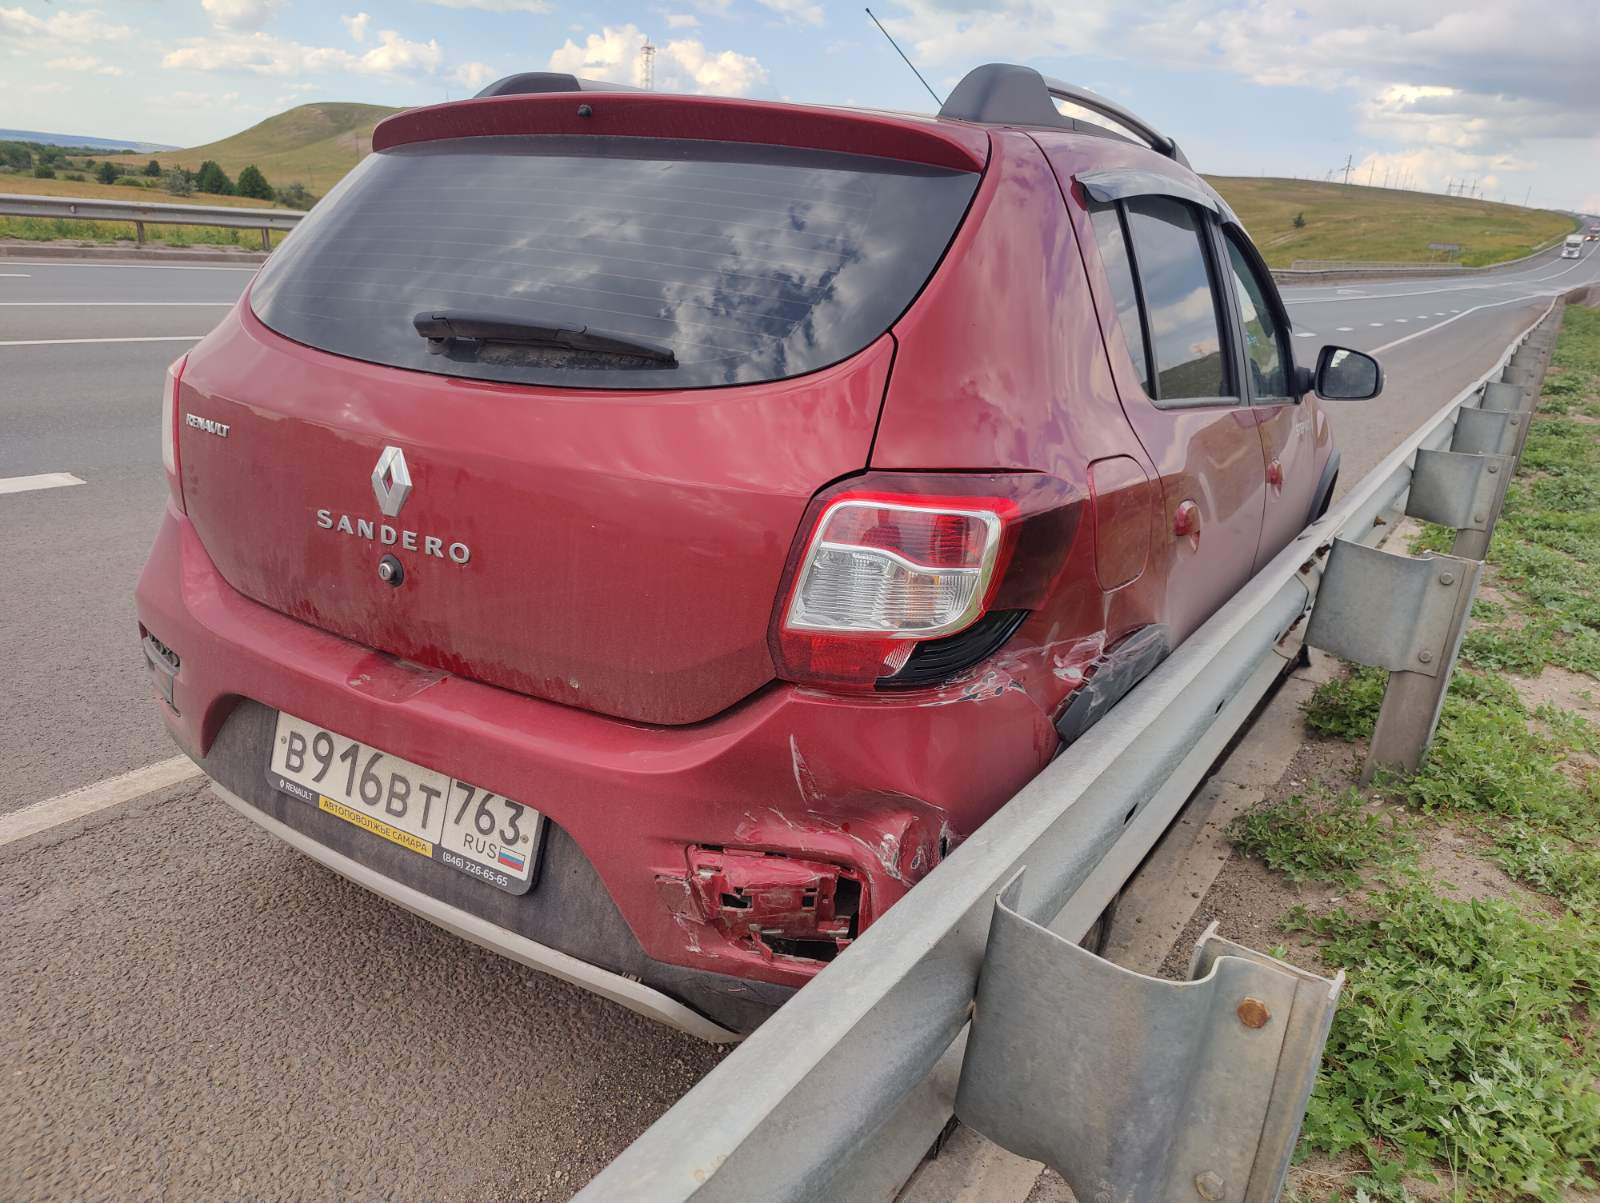 RENAULT
SANDERO
В916ВТ 763
RUS
RENAULT
АВТОПОВОЛЖЬЕ САМАРА
(846) 226-65-65